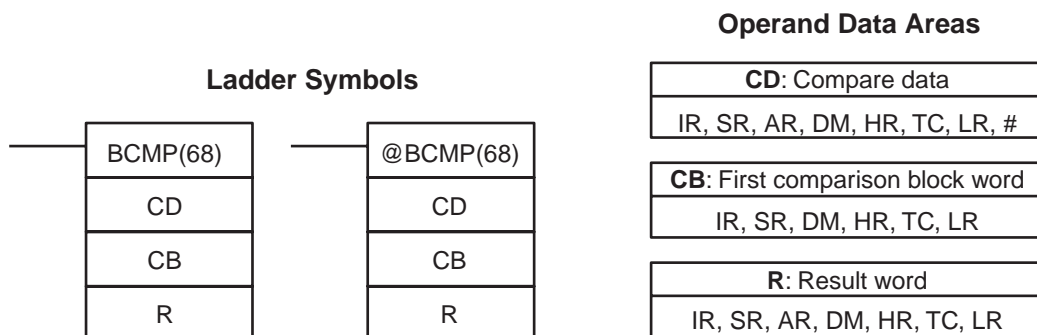 Ladder Symbols
BCMP(68)
CD
CB
R
@BCMP(68)
CD
CB
R
Operand Data Areas
CD: Compare data
IR, SR, AR, DM, HR, TC, LR, #
CB: First comparison block word
IR, SR, DM, HR, TC, LR
R: Result word
IR, SR, AR, DM, HR, TC, LR